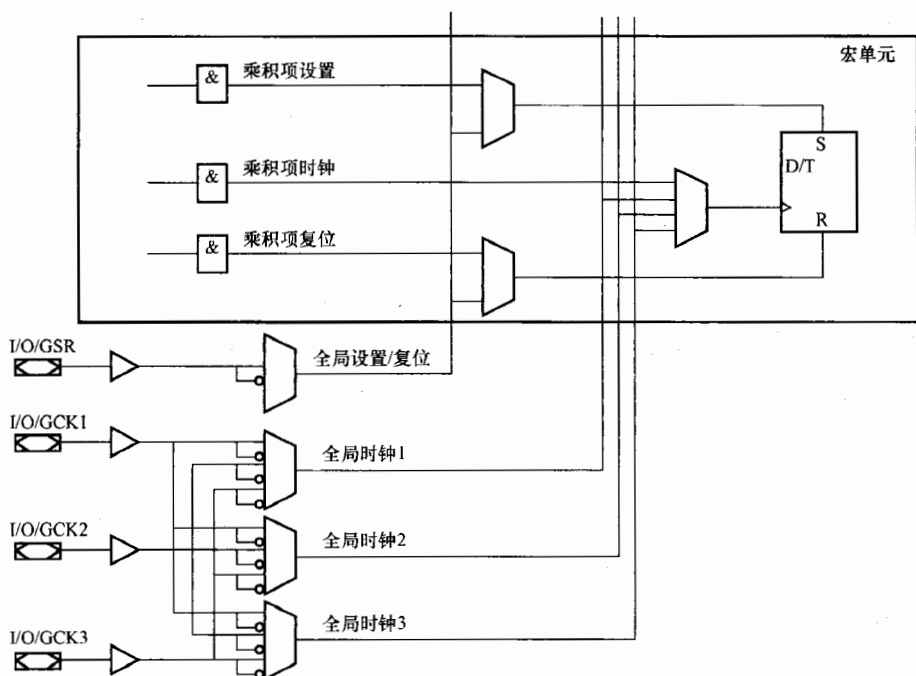 宏单元
& 乘积项设置
S
D/T
& 乘积项时钟
R
& 乘积项复位
I/O/GSR
全局设置/复位
I/O/GCK1
全局时钟1
I/O/GCK2
全局时钟2
I/O/GCK3
全局时钟3